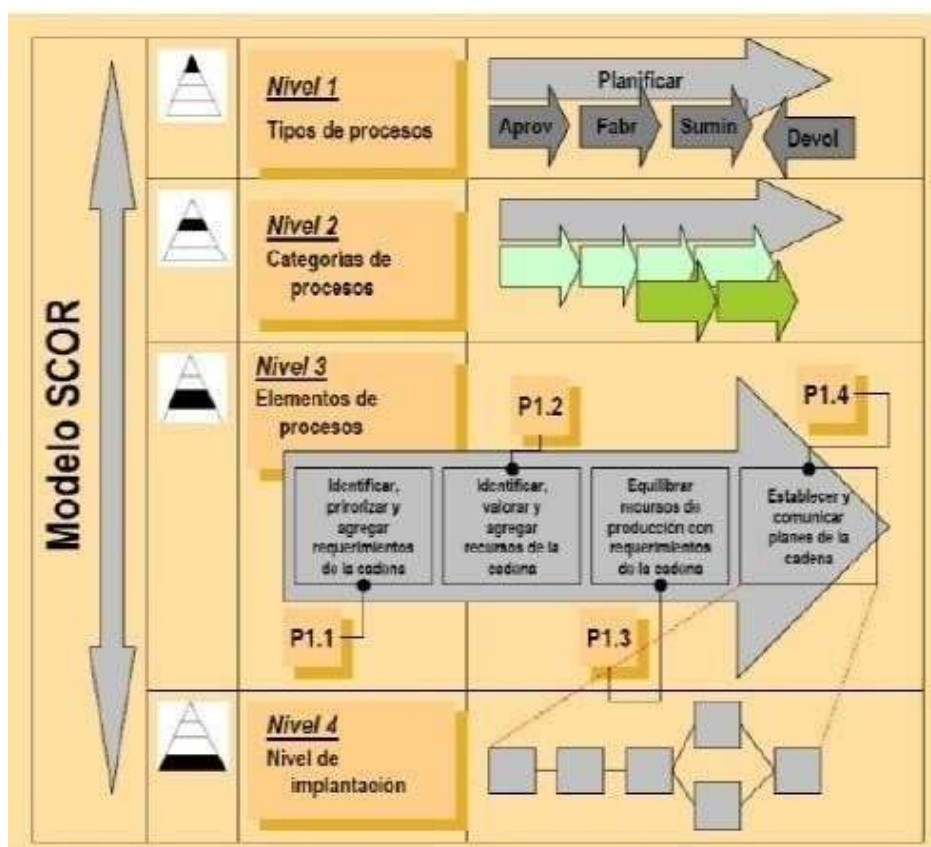 Modelo SCOR
Nivel 1
Tipos de procesos
Planificar
Aprov
Fabr
Sumin
Devol
Nivel 2
Categorias de
procesos
Nivel 3
Elementos de
procesos
P1.2
P1.4
Identificar,
priorizar y
agregar
requerimientos
de la cadena
Identificar,
valorar y
agregar
recursos de la
cadena
Equilibrar
recursos de
producción con
requerimientos
de la cadena
Establecer y
comunicar
planes de la
cadena
P1.1
P1.3
Nivel 4
Nivel de
implantación